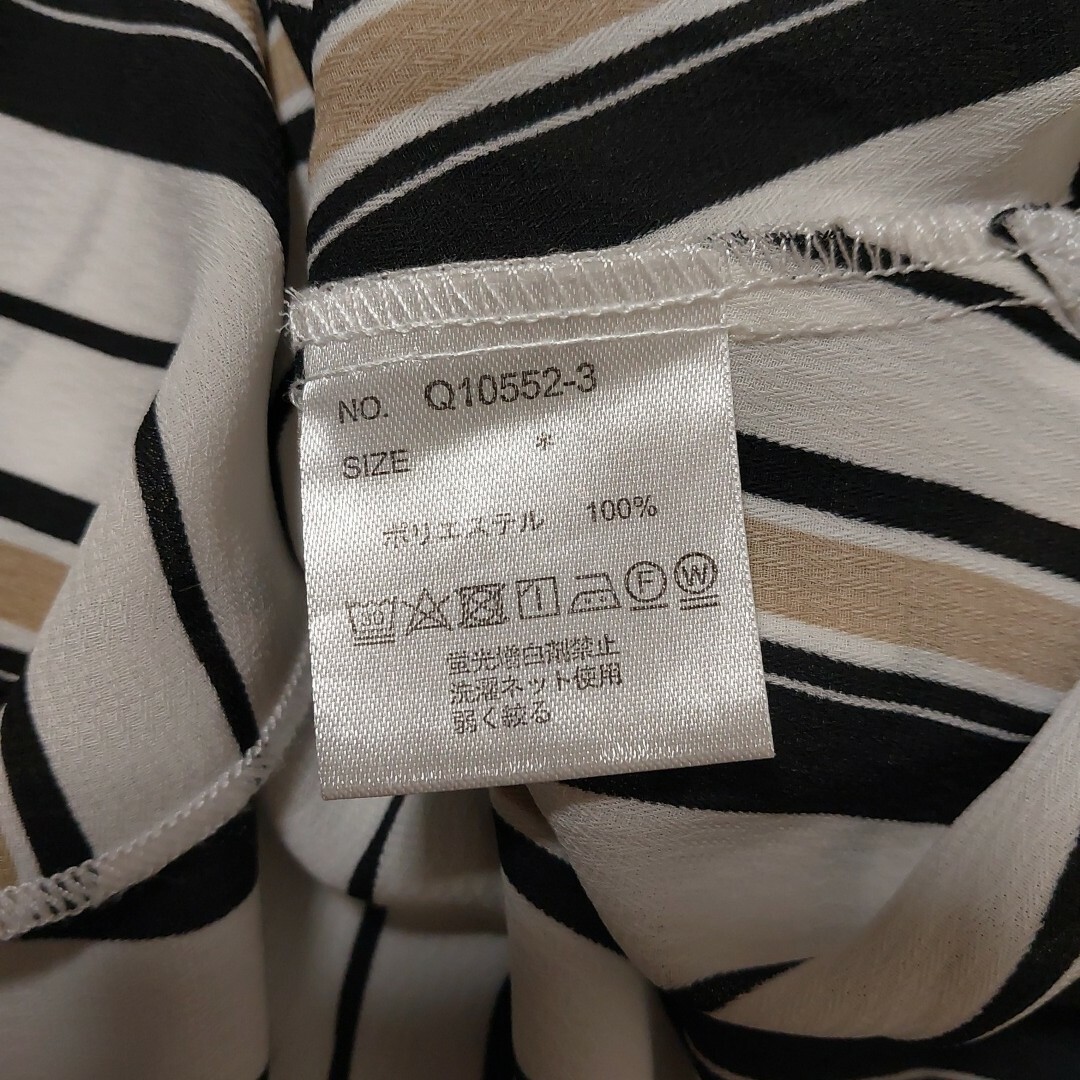 NO. Q10552-3
SIZE *
ポリエステル 100%
F W
蛍光増白剤禁止
洗濯ネット使用
弱く絞る